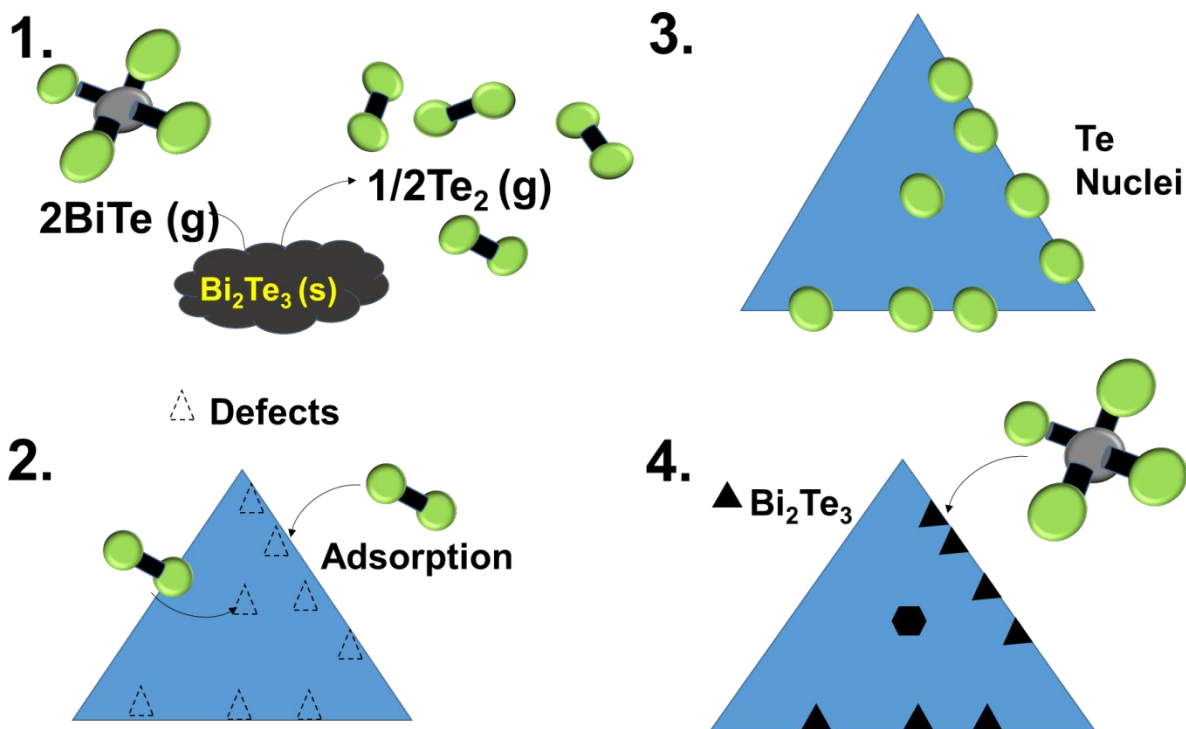 1.
2BiTe (g)
1/2Te₂ (g)
Bi₂Te₃ (s)
Defects
2.
Adsorption
3.
Te
Nuclei
4.
Bi₂Te₃